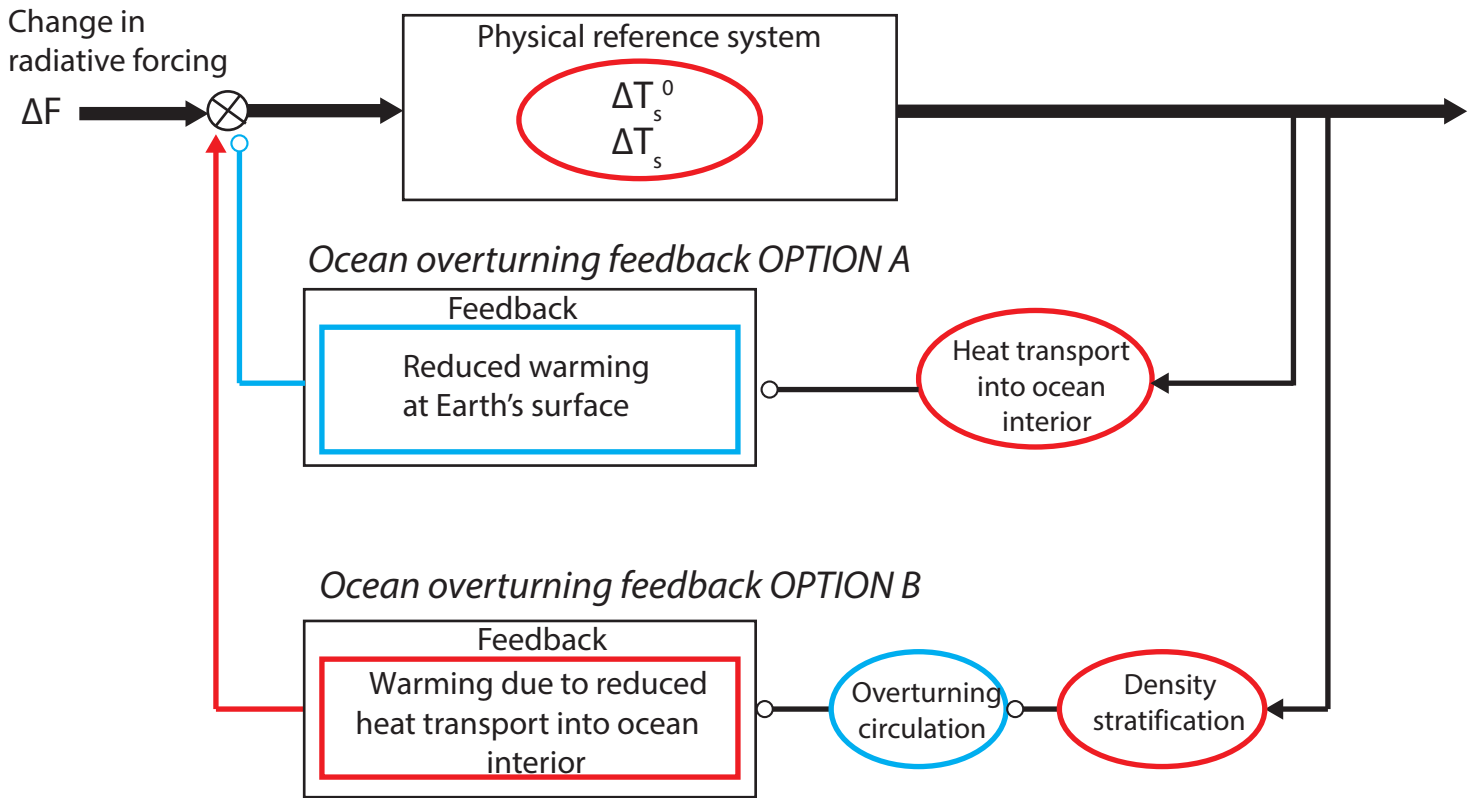 Change in
radiative forcing
ΔF
Physical reference system
ΔTs⁰
ΔTs
Ocean overturning feedback OPTION A
Feedback
Reduced warming
at Earth's surface
Heat transport
into ocean
interior
Ocean overturning feedback OPTION B
Feedback
Warming due to reduced
heat transport into ocean
interior
Overturning
circulation
Density
stratification